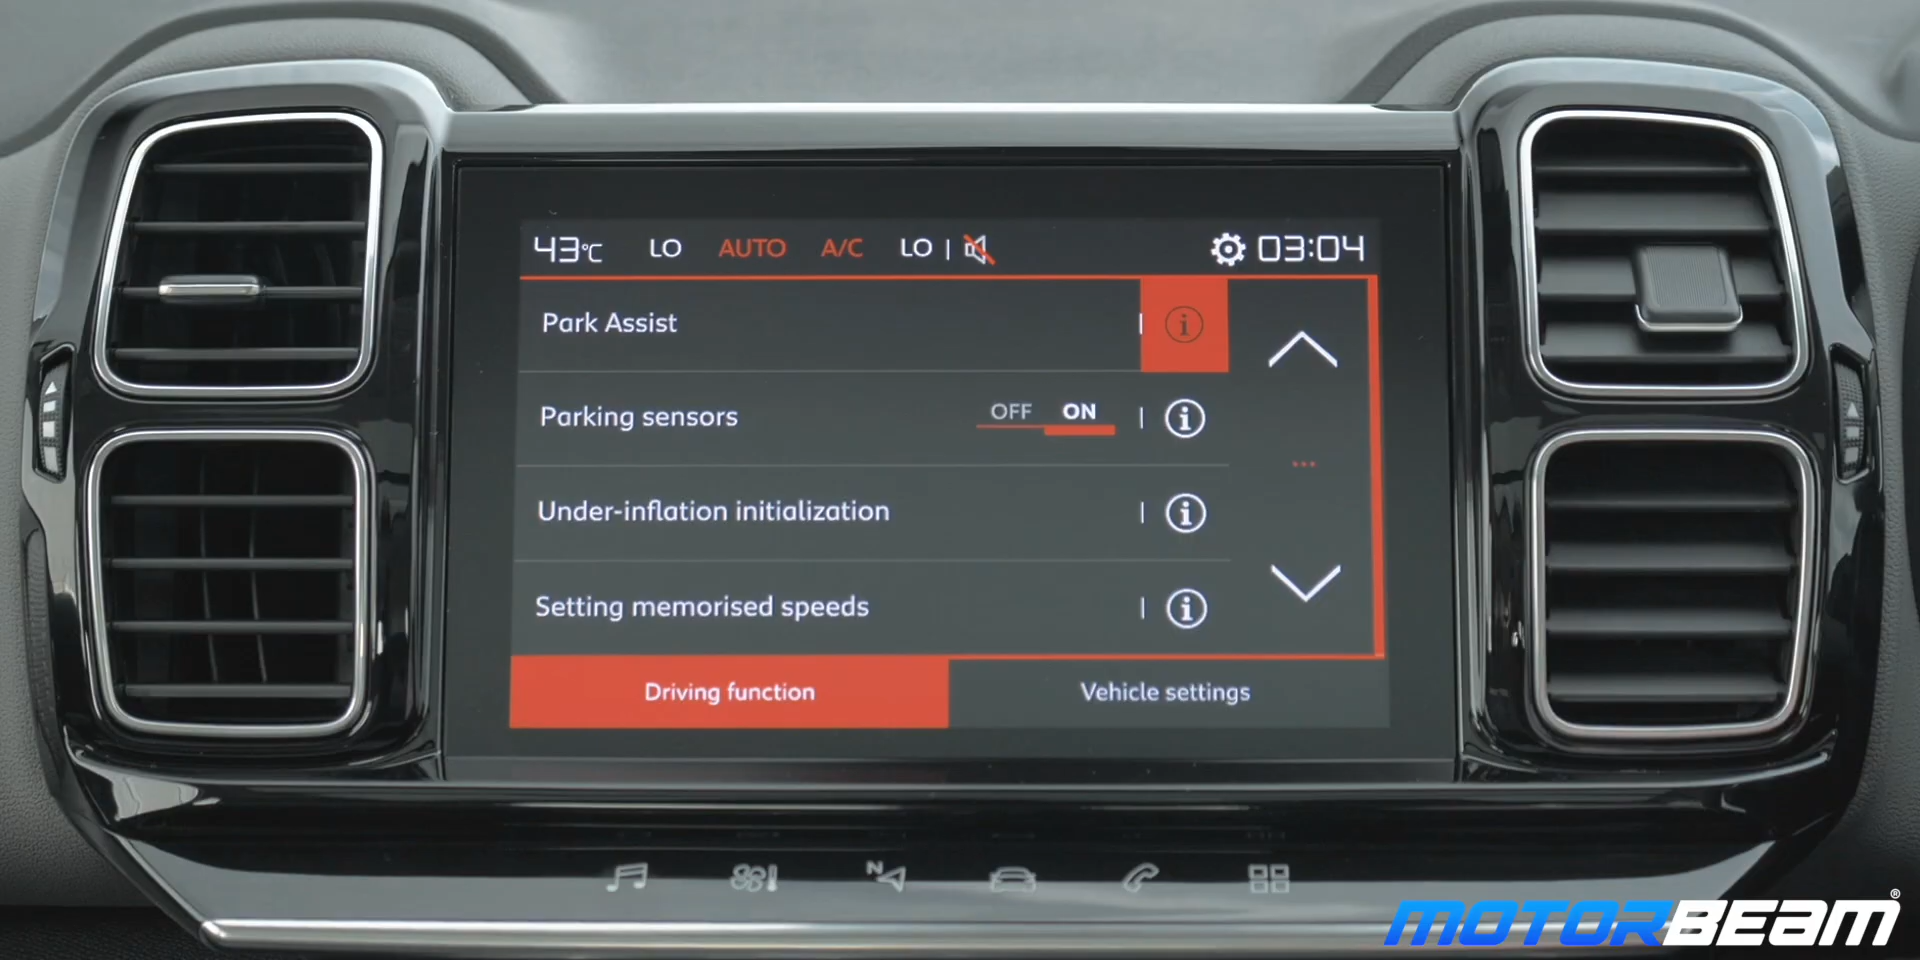 43°C LO AUTO A/C LO | 03:04
Park Assist
Parking sensors OFF ON
Under-inflation initialization
Setting memorised speeds
Driving function Vehicle settings
N
MOTORBEAM®